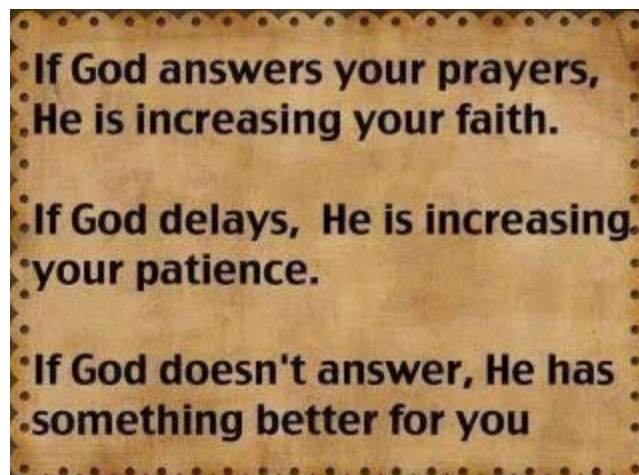 If God answers your prayers,
He is increasing your faith.
If God delays,  He is increasing
your patience.
If God doesn't answer, He has
something better for you